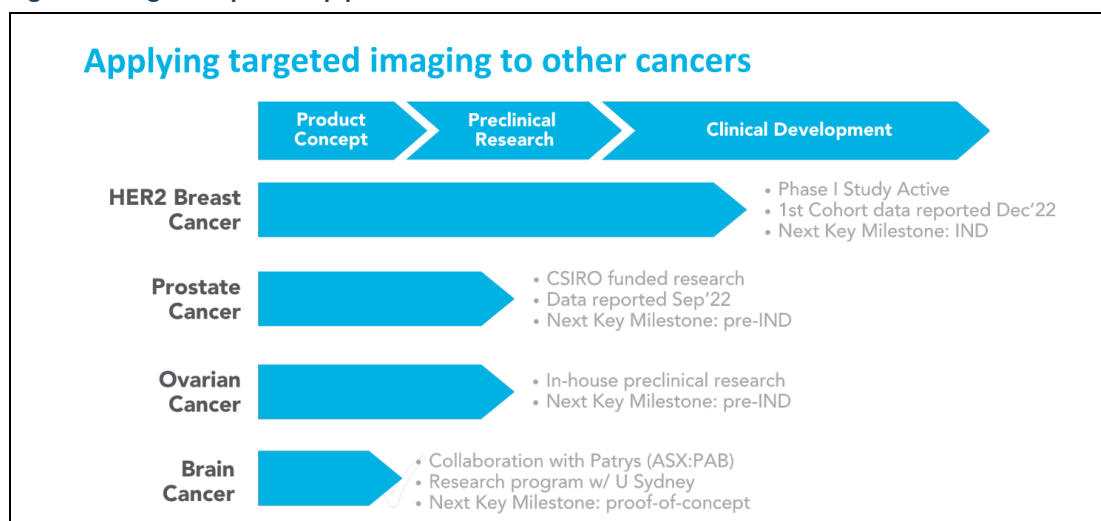 Applying targeted imaging to other cancers
Product
Concept
Preclinical
Research
Clinical Development
HER2 Breast
Cancer
• Phase I Study Active
• 1st Cohort data reported Dec'22
• Next Key Milestone: IND
Prostate
Cancer
• CSIRO funded research
• Data reported Sep'22
• Next Key Milestone: pre-IND
Ovarian
Cancer
• In-house preclinical research
• Next Key Milestone: pre-IND
Brain
Cancer
• Collaboration with Patrys (ASX:PAB)
• Research program w/ U Sydney
• Next Key Milestone: proof-of-concept